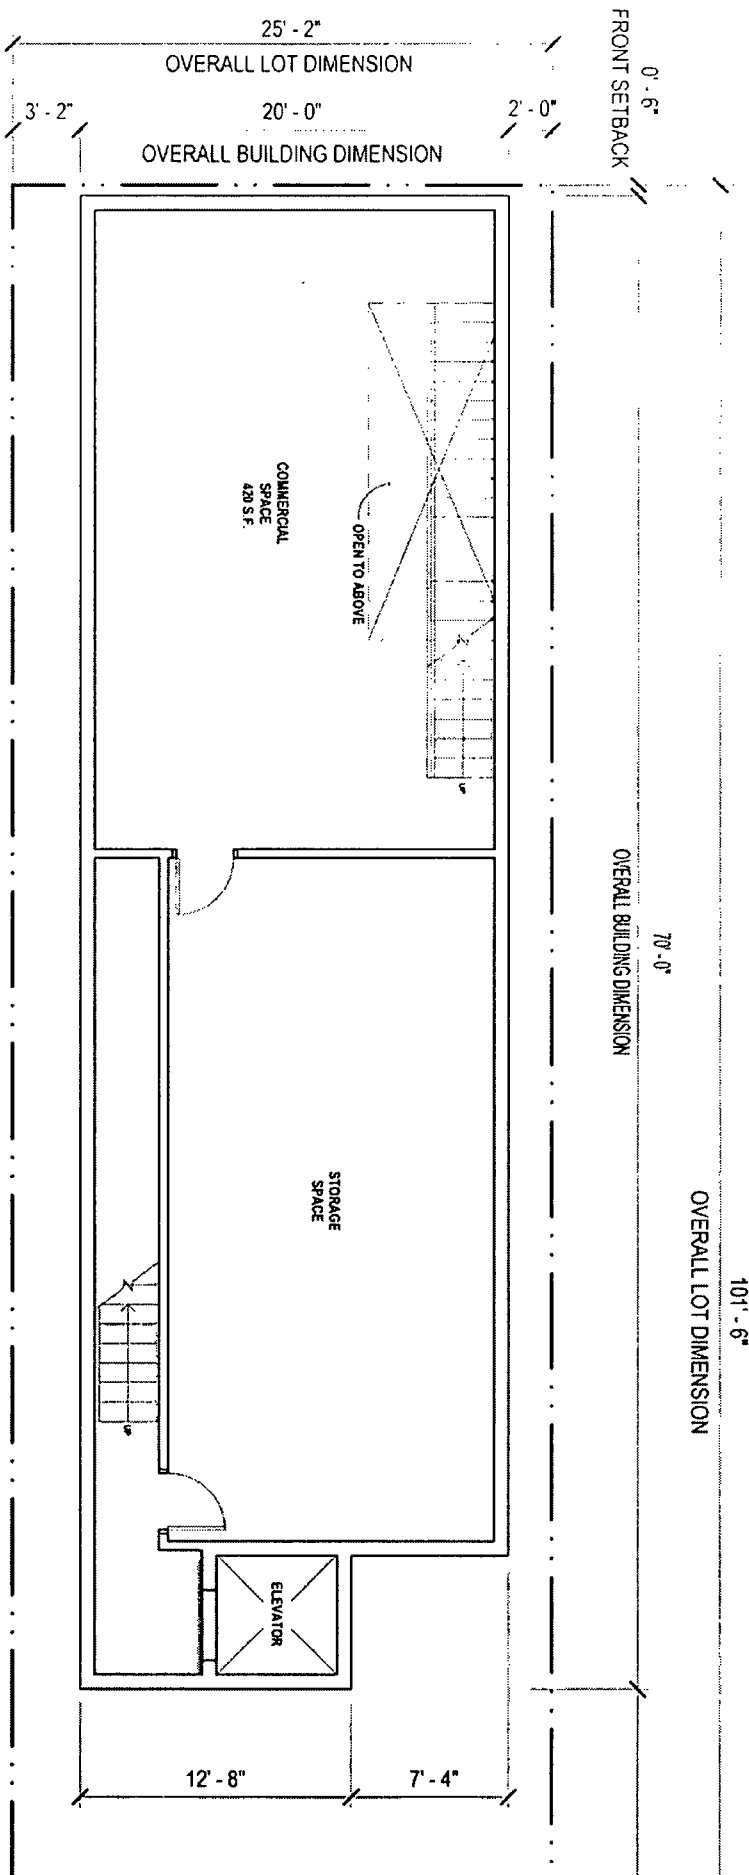 25' - 2"
OVERALL LOT DIMENSION
3' - 2"
20' - 0"
2' - 0"
OVERALL BUILDING DIMENSION
0' - 6"
FRONT SETBACK
COMMERCIAL
SPACE
420 S.F.
OPEN TO ABOVE
UP
70' - 0"
OVERALL BUILDING DIMENSION
STORAGE
SPACE
101' - 6"
OVERALL LOT DIMENSION
UP
ELEVATOR
12' - 8"
7' - 4"